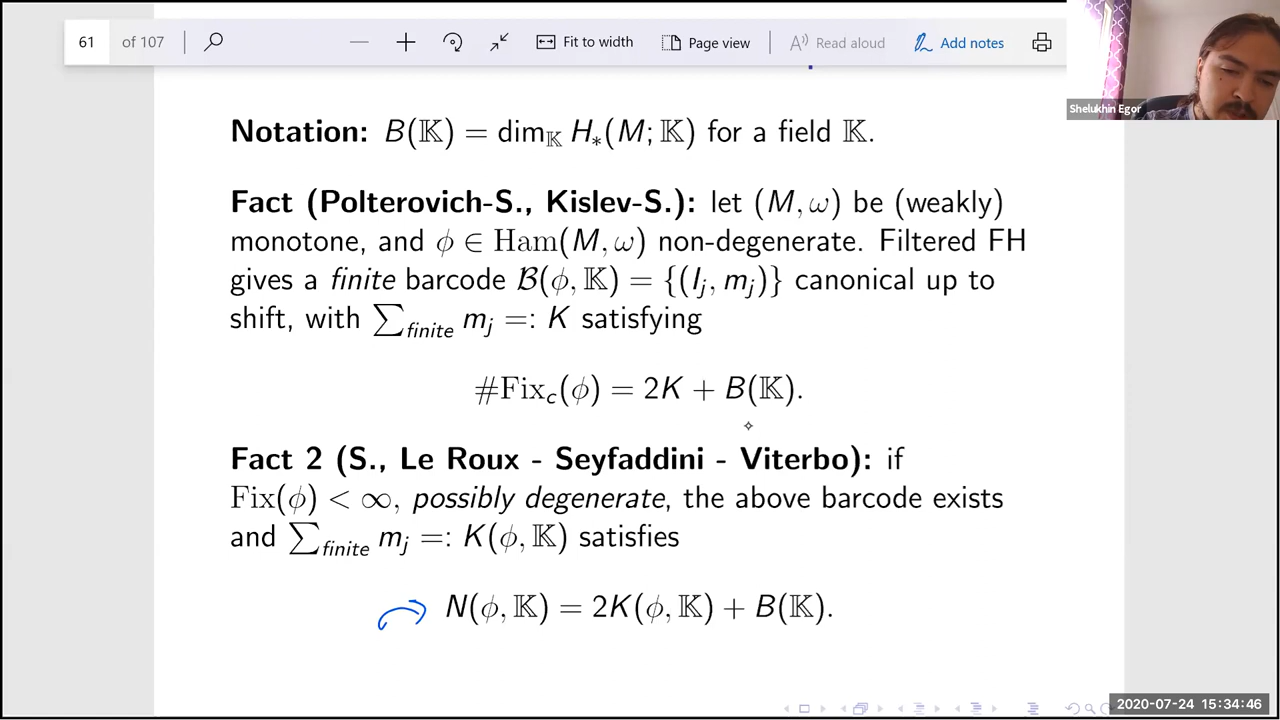 61 of 107 Fit to width Page view Read aloud Add notes
Shelukhin Egor
Notation: B(𝕂) = dim_𝕂 H_*(M; 𝕂) for a field 𝕂.
Fact (Polterovich-S., Kislev-S.): let (M, ω) be (weakly)
monotone, and ϕ ∈ Ham(M, ω) non-degenerate. Filtered FH
gives a finite barcode ℬ(ϕ, 𝕂) = {(I_j, m_j)} canonical up to
shift, with ∑_finite m_j =: K satisfying
#Fix_c(ϕ) = 2K + B(𝕂).
Fact 2 (S., Le Roux - Seyfaddini - Viterbo): if
Fix(ϕ) < ∞, possibly degenerate, the above barcode exists
and ∑_finite m_j =: K(ϕ, 𝕂) satisfies
N(ϕ, 𝕂) = 2K(ϕ, 𝕂) + B(𝕂).
2020-07-24 15:34:46